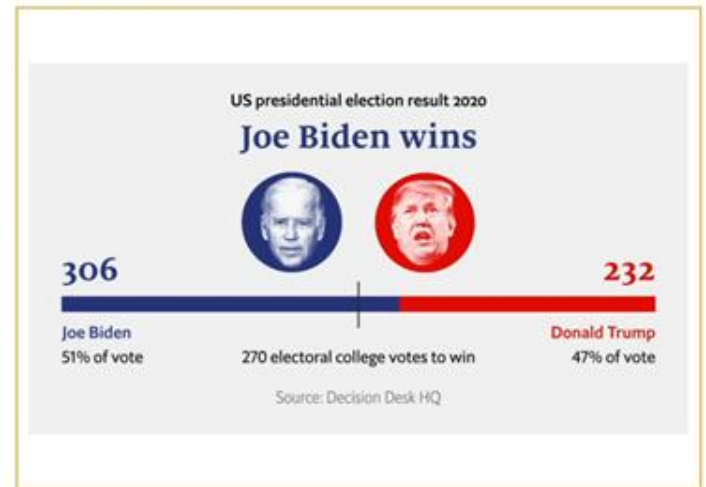 US presidential election result 2020
Joe Biden wins
306 232
Joe Biden Donald Trump
51% of vote 270 electoral college votes to win 47% of vote
Source: Decision Desk HQ